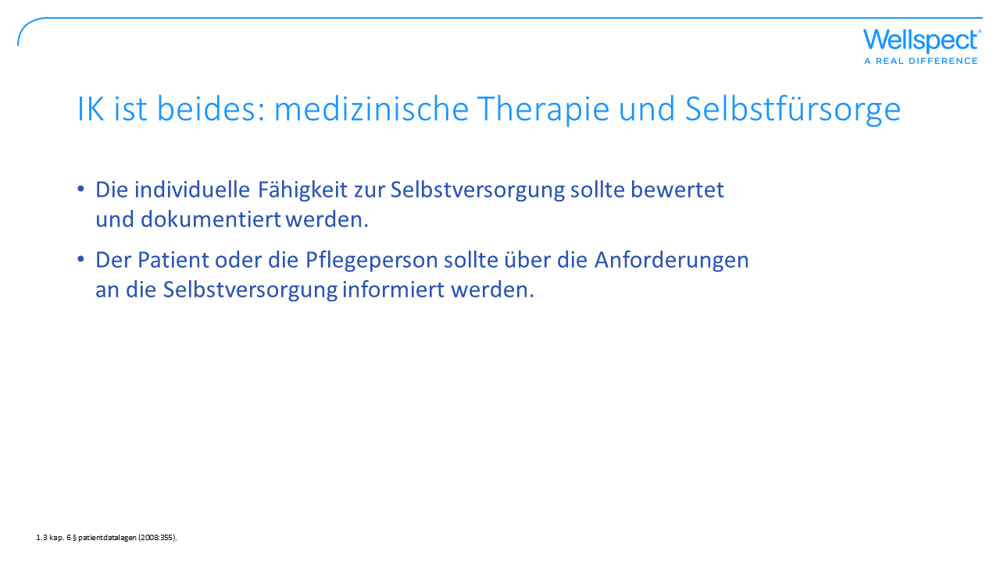 Wellspect®
A REAL DIFFERENCE
IK ist beides: medizinische Therapie und Selbstfürsorge
• Die individuelle Fähigkeit zur Selbstversorgung sollte bewertet
und dokumentiert werden.
• Der Patient oder die Pflegeperson sollte über die Anforderungen
an die Selbstversorgung informiert werden.
1.3 kap. 6 § patientdatalagen (2008:355).